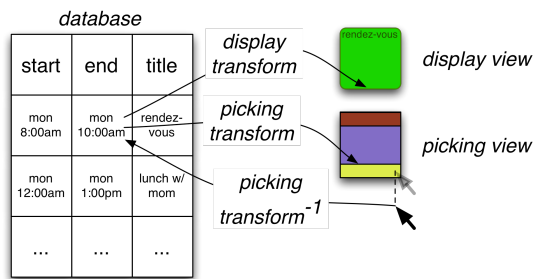 database
start end title
mon
8:00am
mon
10:00am
rendez-
vous
mon
12:00am
mon
1:00pm
lunch w/
mom
... ... ...
display
transform
picking
transform
picking
transform-1
rendez-vous
display view
picking view